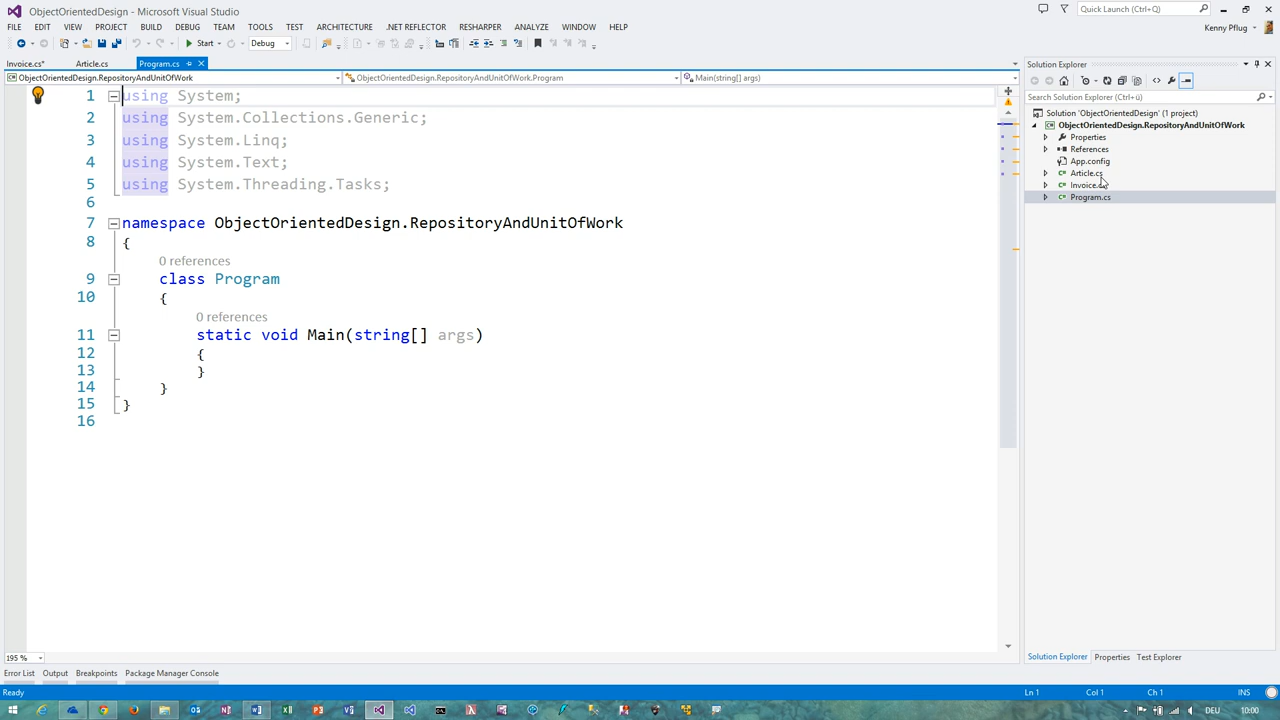 ObjectOrientedDesign - Microsoft Visual Studio
Quick Launch (Ctrl+Q)
FILE EDIT VIEW PROJECT BUILD DEBUG TEAM TOOLS TEST ARCHITECTURE .NET REFLECTOR RESHARPER ANALYZE WINDOW HELP
Kenny Pflug
Start Debug
Invoice.cs* Article.cs Program.cs
ObjectOrientedDesign.RepositoryAndUnitOfWork ObjectOrientedDesign.RepositoryAndUnitOfWork.Program Main(string[] args)
1 using System;
2 using System.Collections.Generic;
3 using System.Linq;
4 using System.Text;
5 using System.Threading.Tasks;
6
7 namespace ObjectOrientedDesign.RepositoryAndUnitOfWork
8 {
0 references
9 class Program
10 {
0 references
11 static void Main(string[] args)
12 {
13 }
14 }
15 }
16
195 %
Solution Explorer
Search Solution Explorer (Ctrl+ü)
Solution 'ObjectOrientedDesign' (1 project)
ObjectOrientedDesign.RepositoryAndUnitOfWork
Properties
References
App.config
Article.cs
Invoice.cs
Program.cs
Solution Explorer Properties Test Explorer
Error List Output Breakpoints Package Manager Console
Ready Ln 1 Col 1 Ch 1 INS
DEU 10:00